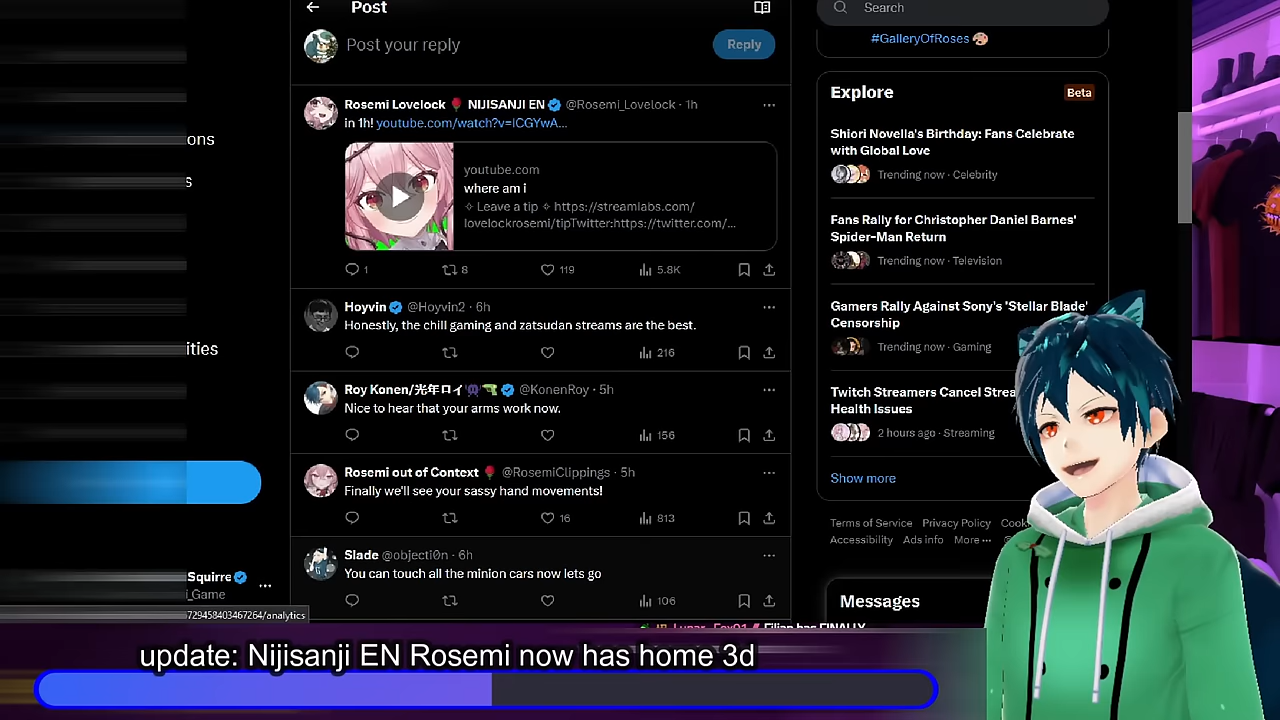 Post
Search
Post your reply
Reply
#GalleryOfRoses 🎨
Rosemi Lovelock 🌹 NIJISANJI EN @Rosemi_Lovelock · 1h
in 1h! youtube.com/watch?v=ICGYwA...
youtube.com
where am i
✧ Leave a tip ✧ https://streamlabs.com/
lovelockrosemi/tipTwitter:https://twitter.com/...
1
8
119
5.8K
Hoyvin @Hoyvin2 · 6h
Honestly, the chill gaming and zatsudan streams are the best.
216
Roy Konen/光年ロイ👾🔫 @KonenRoy · 5h
Nice to hear that your arms work now.
156
Rosemi out of Context 🌹 @RosemiClippings · 5h
Finally we'll see your sassy hand movements!
16
813
Slade @objecti0n · 6h
You can touch all the minion cars now lets go
106
Explore
Beta
Shiori Novella's Birthday: Fans Celebrate
with Global Love
Trending now · Celebrity
Fans Rally for Christopher Daniel Barnes'
Spider-Man Return
Trending now · Television
Gamers Rally Against Sony's 'Stellar Blade'
Censorship
Trending now · Gaming
Twitch Streamers Cancel Strea
Health Issues
2 hours ago · Streaming
Show more
Terms of Service Privacy Policy Cook
Accessibility Ads info More ···
Messages
ons
s
ities
Squirre
i_Game
729458403467264/analytics
update: Nijisanji EN Rosemi now has home 3d